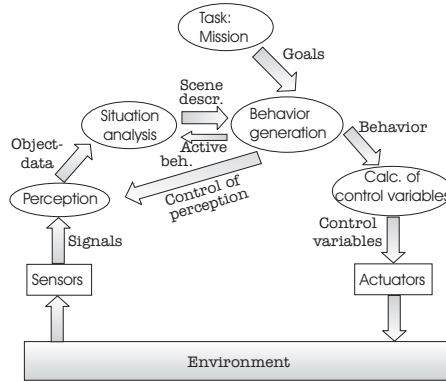 Task:
Mission
Goals
Scene
descr.
Situation
analysis
Behavior
generation
Active
beh.
Behavior
Object-
data
Control of
perception
Perception
Calc. of
control variables
Signals
Control
variables
Sensors
Actuators
Environment